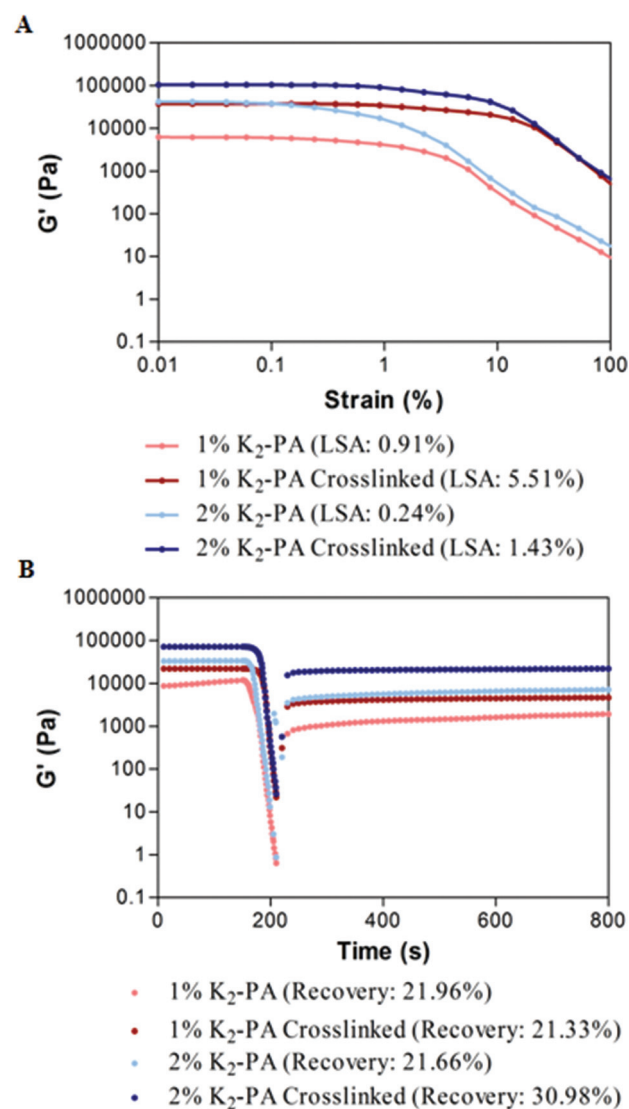 A
1000000
100000
10000
1000
100
10
1
0.1
G' (Pa)
0.01 0.1 1 10 100
Strain (%)
1% K₂-PA (LSA: 0.91%)
1% K₂-PA Crosslinked (LSA: 5.51%)
2% K₂-PA (LSA: 0.24%)
2% K₂-PA Crosslinked (LSA: 1.43%)
B
1000000
100000
10000
1000
100
10
1
0.1
G' (Pa)
0 200 400 600 800
Time (s)
1% K₂-PA (Recovery: 21.96%)
1% K₂-PA Crosslinked (Recovery: 21.33%)
2% K₂-PA (Recovery: 21.66%)
2% K₂-PA Crosslinked (Recovery: 30.98%)